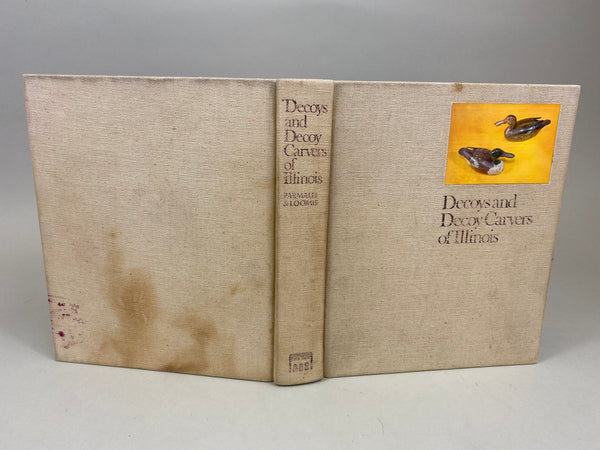 Decoys
and
Decoy
Carvers
of
Illinois
PARMALEE
& LOOMIS
Decoys and
Decoy Carvers
of Illinois